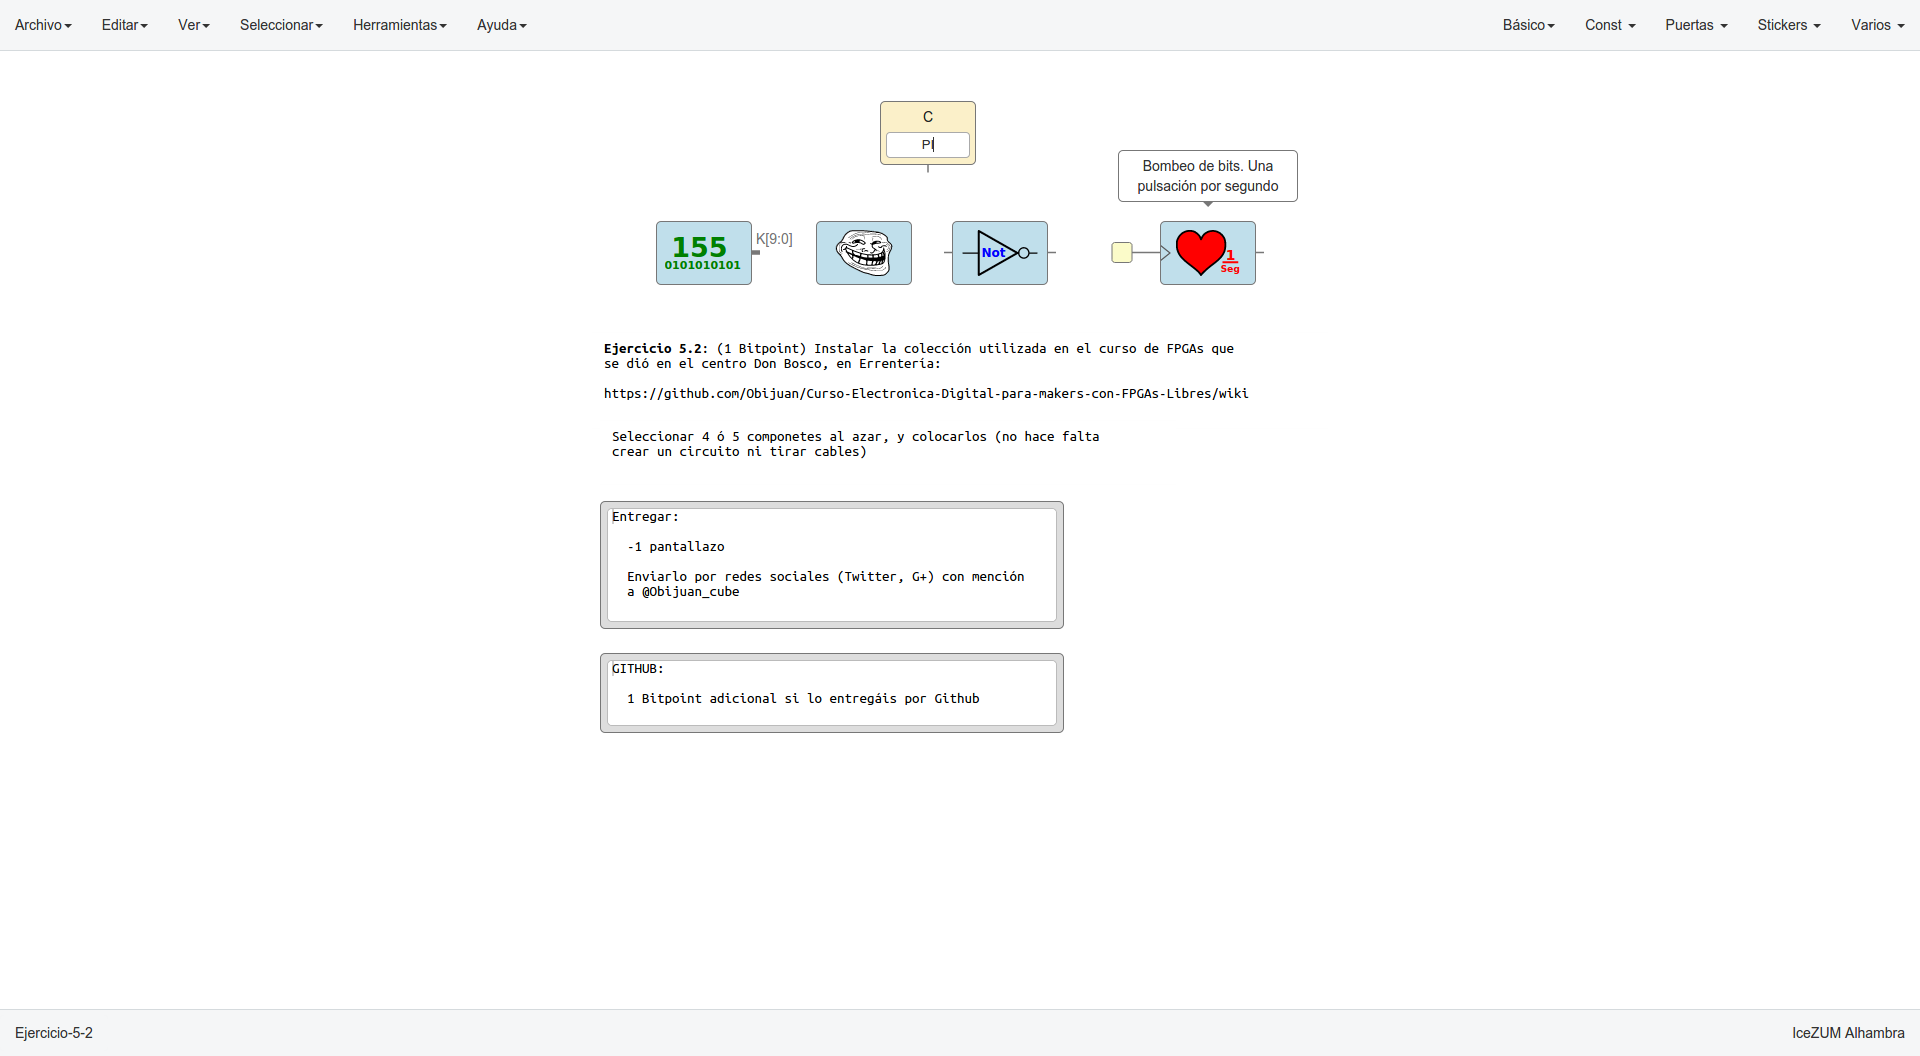 Archivo Editar Ver Seleccionar Herramientas Ayuda Básico Const Puertas Stickers Varios
C
PI
Bombeo de bits. Una
pulsación por segundo
155
0101010101
K[9:0]
Not
1
Seg
Ejercicio 5.2: (1 Bitpoint) Instalar la colección utilizada en el curso de FPGAs que
se dió en el centro Don Bosco, en Errentería:
https://github.com/Obijuan/Curso-Electronica-Digital-para-makers-con-FPGAs-Libres/wiki
Seleccionar 4 ó 5 componetes al azar, y colocarlos (no hace falta
crear un circuito ni tirar cables)
Entregar:
-1 pantallazo
Enviarlo por redes sociales (Twitter, G+) con mención
a @Obijuan_cube
GITHUB:
1 Bitpoint adicional si lo entregáis por Github
Ejercicio-5-2
IceZUM Alhambra